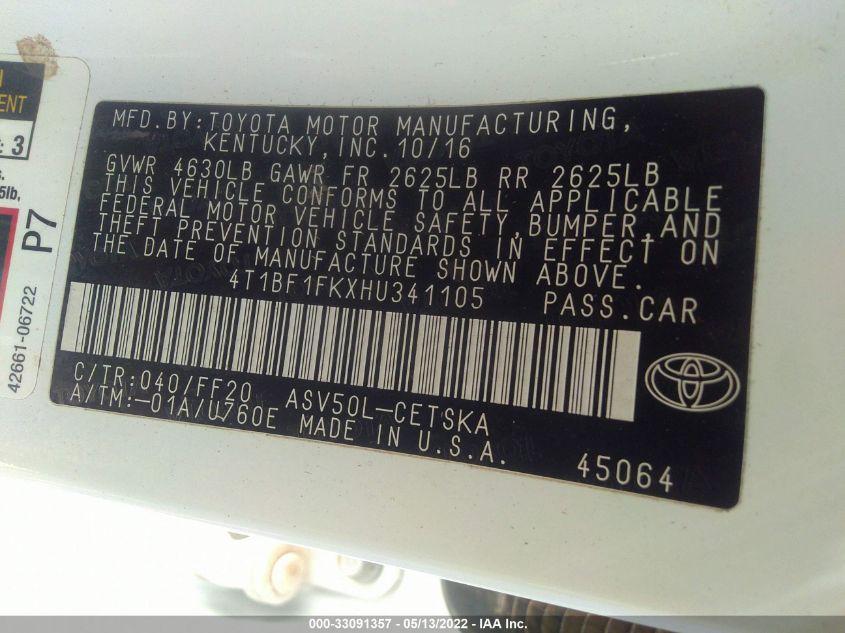 MFD.BY:TOYOTA MOTOR MANUFACTURING,
KENTUCKY, INC. 10/16
GVWR 4630LB GAWR FR 2625LB RR 2625LB
THIS VEHICLE CONFORMS TO ALL APPLICABLE
FEDERAL MOTOR VEHICLE SAFETY, BUMPER, AND
THEFT PREVENTION STANDARDS IN EFFECT ON
THE DATE OF MANUFACTURE SHOWN ABOVE.
4T1BF1FKXHU341105 PASS.CAR
C/TR:040/FF20 ASV50L-CETSKA
A/TM:-01A/U760E MADE IN U.S.A.
45064
ENT
: 3
s.
5lb.
P7
42661-06722
000-33091357 - 05/13/2022 - IAA Inc.